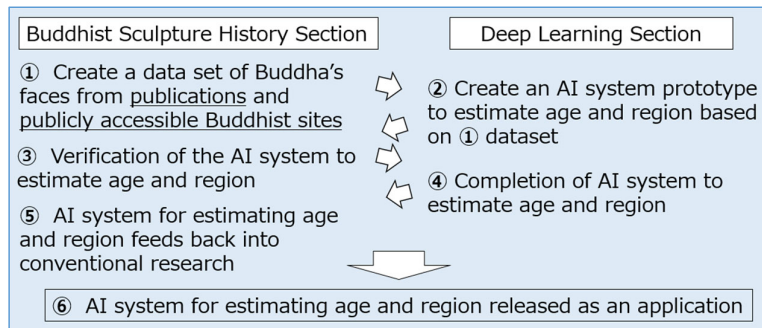 Buddhist Sculpture History Section
① Create a data set of Buddha's
faces from publications and
publicly accessible Buddhist sites
③ Verification of the AI system to
estimate age and region
⑤ AI system for estimating age
and region feeds back into
conventional research
Deep Learning Section
② Create an AI system prototype
to estimate age and region based
on ① dataset
④ Completion of AI system to
estimate age and region
⑥ AI system for estimating age and region released as an application